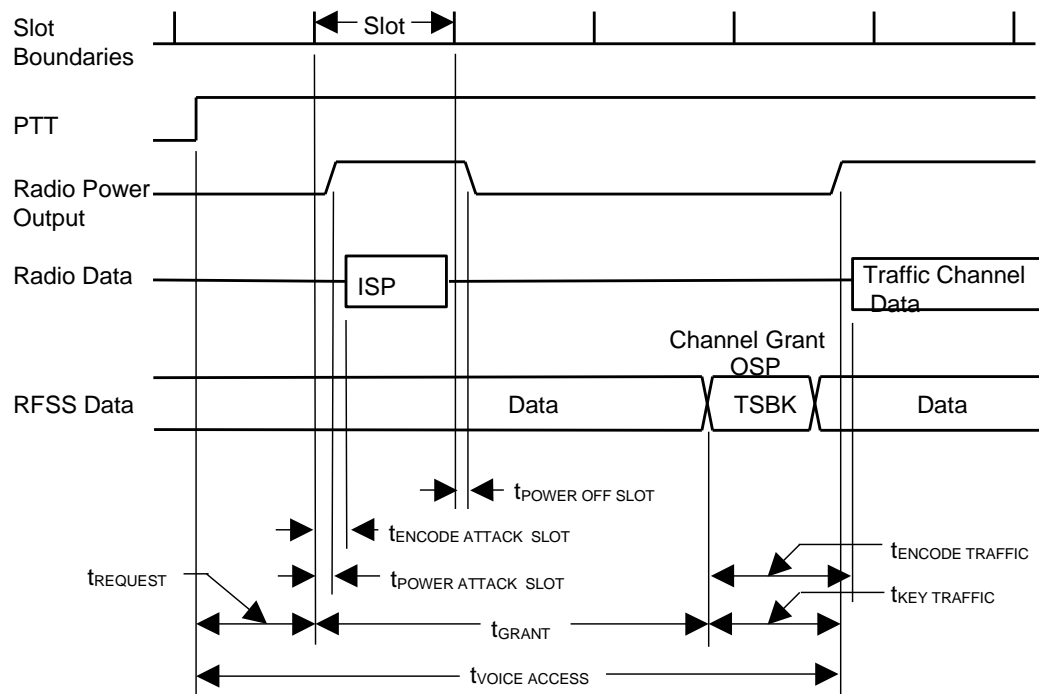 Slot
Slot
Boundaries
PTT
Radio Power
Output
Radio Data
ISP
Traffic Channel
Data
Channel Grant
OSP
RFSS Data
Data
TSBK
Data
tPOWER OFF SLOT
tENCODE ATTACK SLOT
tENCODE TRAFFIC
tREQUEST
tPOWER ATTACK SLOT
tKEY TRAFFIC
tGRANT
tVOICE ACCESS